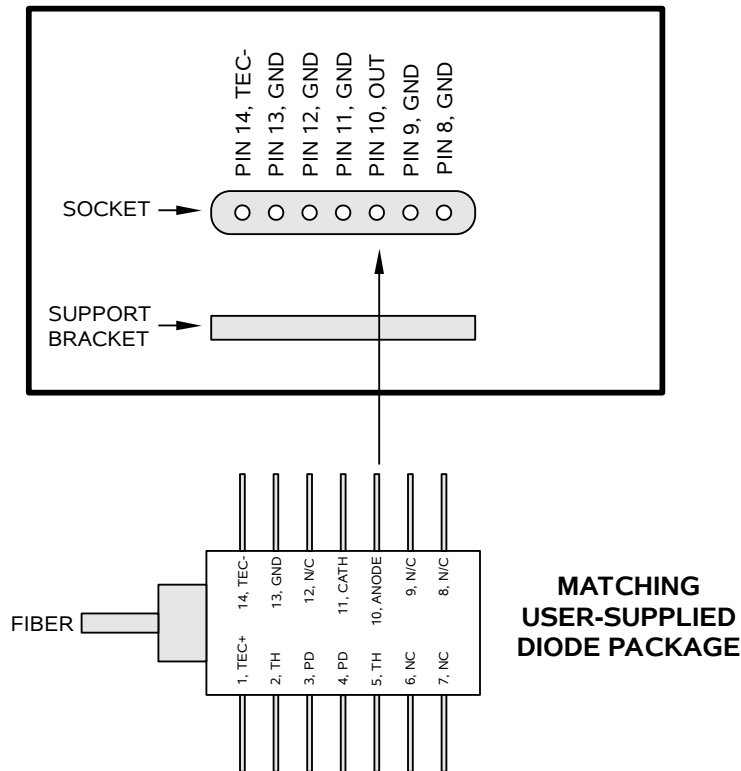 PIN 14, TEC-
PIN 13, GND
PIN 12, GND
PIN 11, GND
PIN 10, OUT
PIN 9, GND
PIN 8, GND
SOCKET
SUPPORT
BRACKET
14, TEC-
13, GND
12, N/C
11, CATH
10, ANODE
9, N/C
8, N/C
FIBER
1, TEC+
2, TH
3, PD
4, PD
5, TH
6, NC
7, NC
MATCHING
USER-SUPPLIED
DIODE PACKAGE